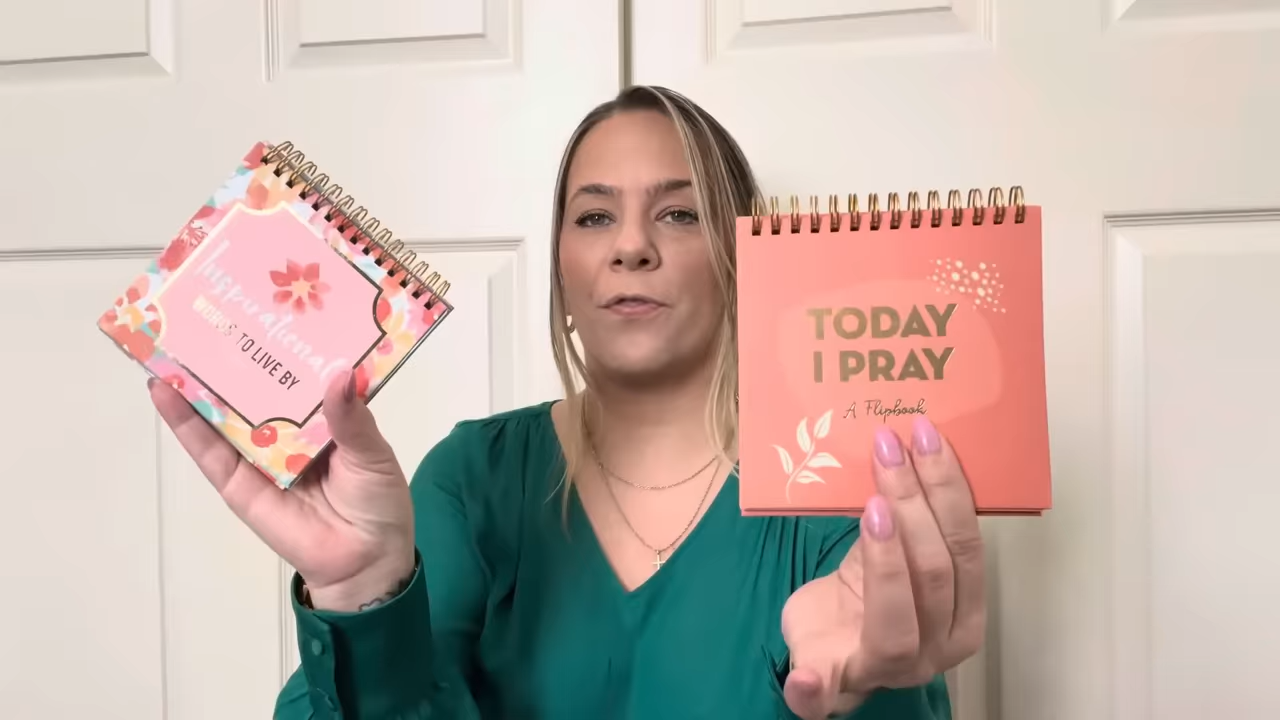 Inspirational
WORDS TO LIVE BY
TODAY
I PRAY
A Flipbook